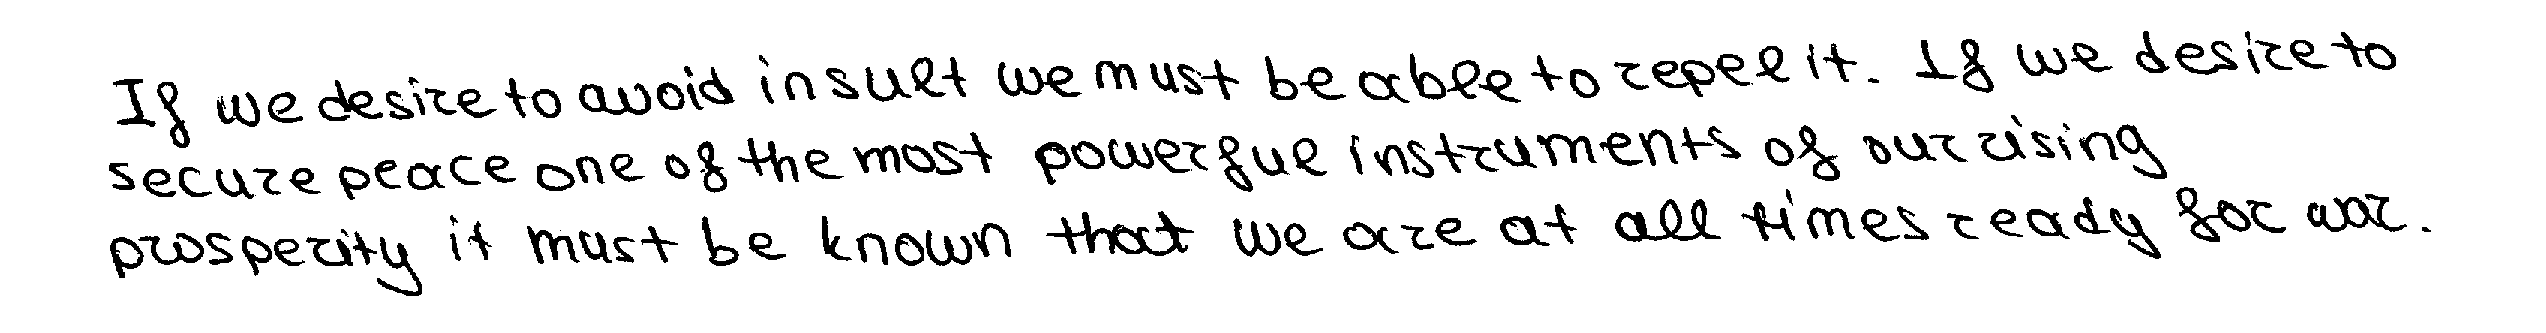 If we desire to avoid insult we must be able to repel it. If we desire to
secure peace one of the most powerful instruments of our rising
prosperity it must be known that we are at all times ready for war.